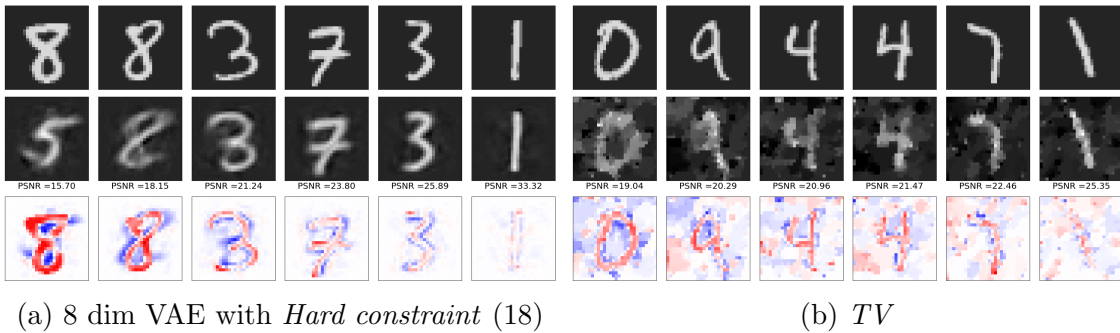 PSNR =15.70 PSNR =18.15 PSNR =21.24 PSNR =23.80 PSNR =25.89 PSNR =33.32 PSNR =19.04 PSNR =20.29 PSNR =20.96 PSNR =21.47 PSNR =22.46 PSNR =25.35
(a) 8 dim VAE with Hard constraint (18) (b) TV